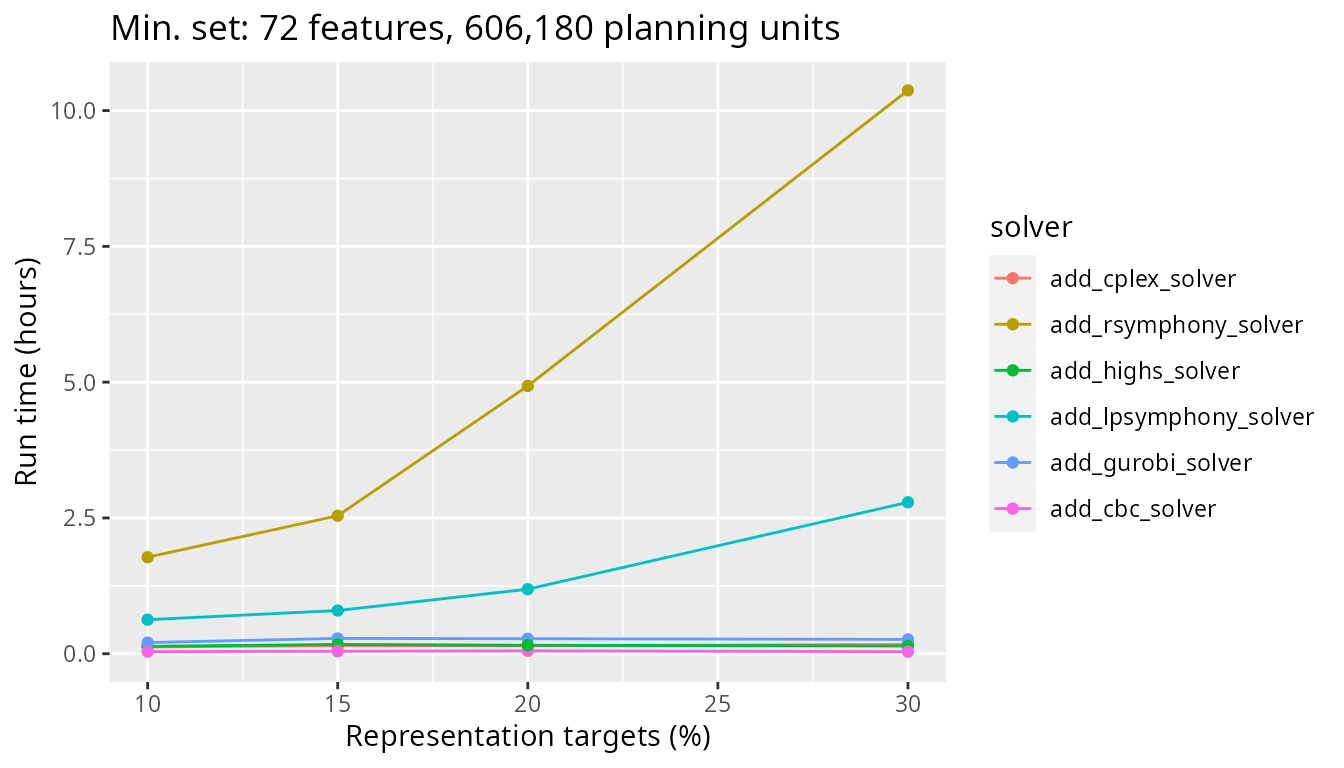 Min. set: 72 features, 606,180 planning units
Run time (hours)
10.0
7.5
5.0
2.5
0.0
10 15 20 25 30
Representation targets (%)
solver
add_cplex_solver
add_rsymphony_solver
add_highs_solver
add_lpsymphony_solver
add_gurobi_solver
add_cbc_solver